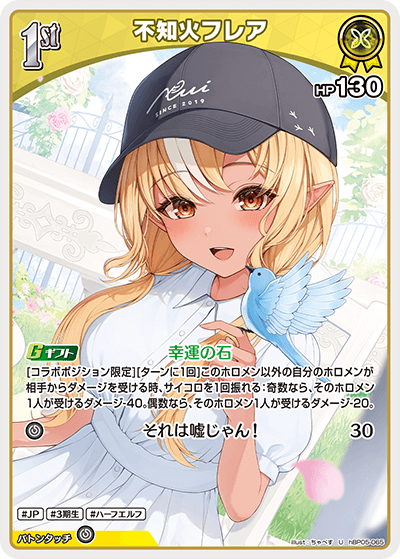 1st
不知火フレア
HP130
Aui
SINCE 2019
Gギフト
幸運の石
[コラボポジション限定][ターンに1回]このホロメン以外の自分のホロメンが
相手からダメージを受ける時、サイコロを1回振れる:奇数なら、そのホロメン
1人が受けるダメージ-40。偶数なら、そのホロメン1人が受けるダメージ-20。
それは嘘じゃん! 30
#JP #3期生 #ハーフエルフ
バトンタッチ
illust ちゃべす U hBP05-065